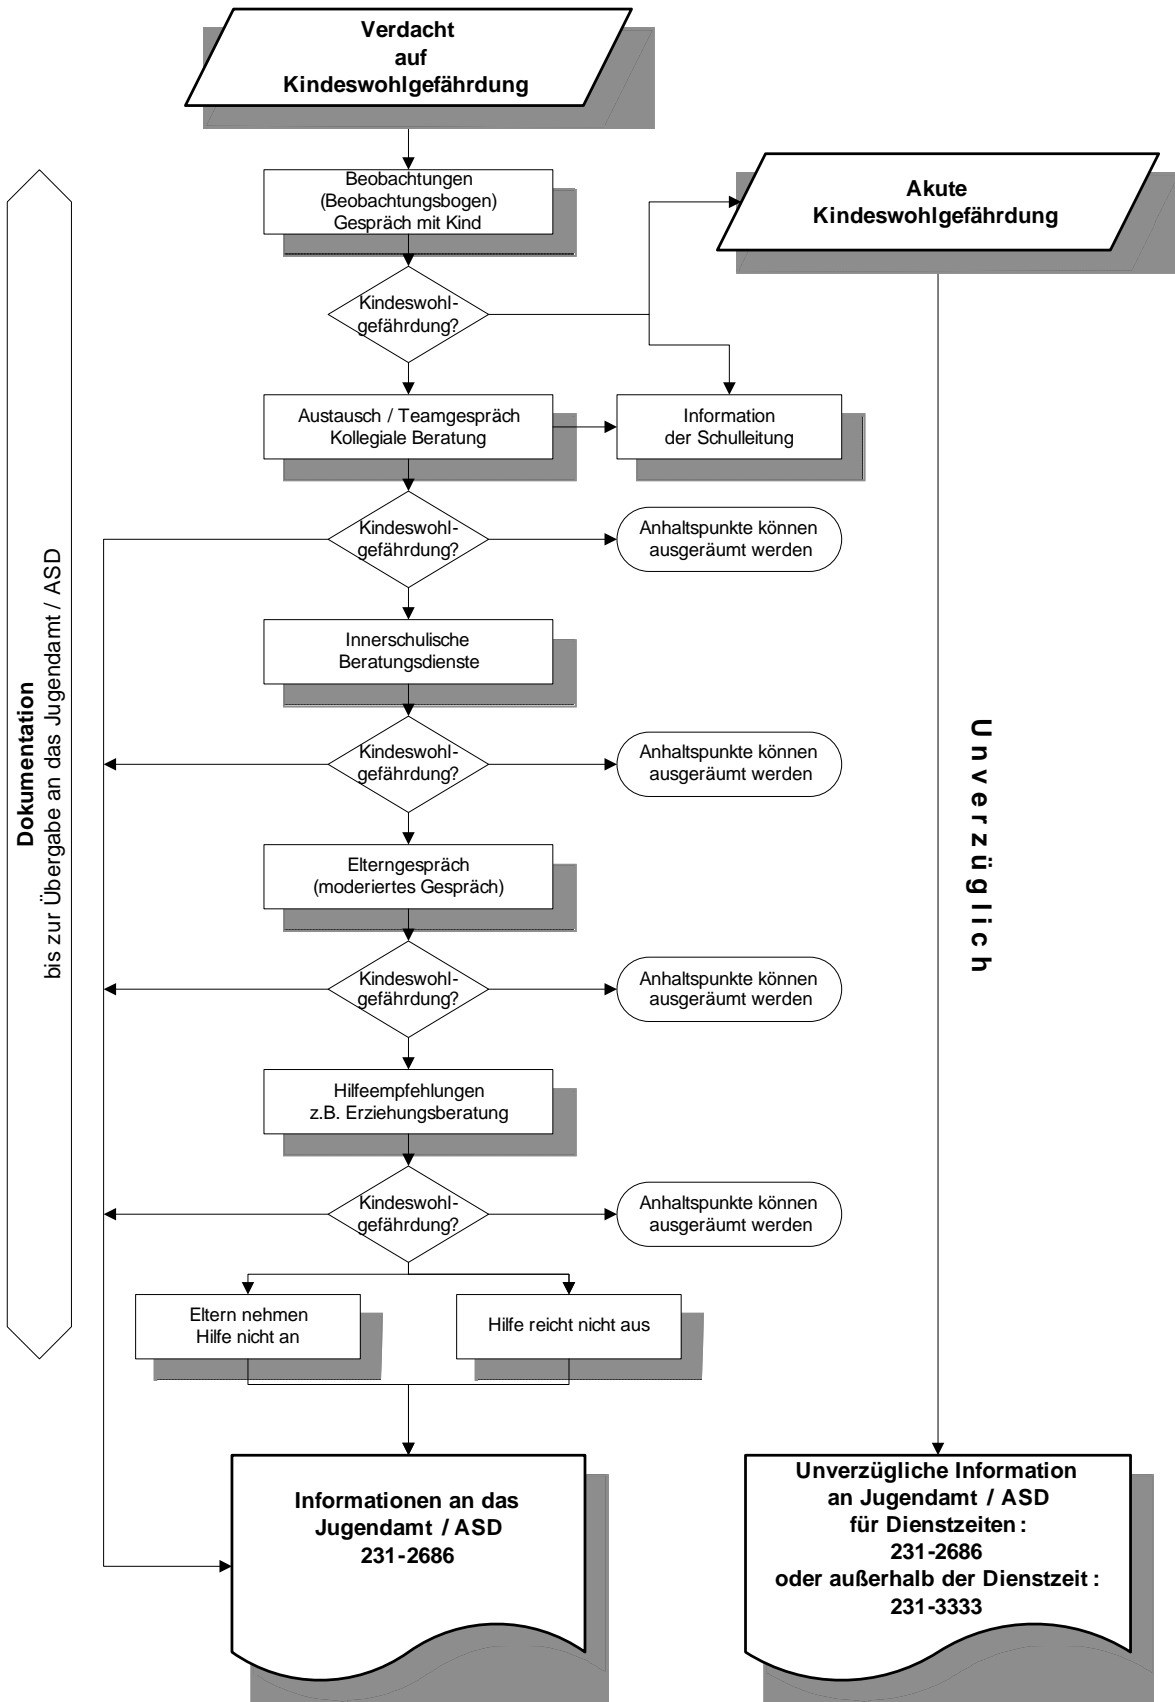 Verdacht
auf
Kindeswohlgefährdung
Beobachtungen
(Beobachtungsbogen)
Gespräch mit Kind
Akute
Kindeswohlgefährdung
Kindeswohl-
gefährdung?
Austausch / Teamgespräch
Kollegiale Beratung
Information
der Schulleitung
Kindeswohl-
gefährdung?
Anhaltspunkte können
ausgeräumt werden
Innerschulische
Beratungsdienste
Kindeswohl-
gefährdung?
Anhaltspunkte können
ausgeräumt werden
Dokumentation
bis zur Übergabe an das Jugendamt / ASD
Unverzüglich
Elterngespräch
(moderiertes Gespräch)
Kindeswohl-
gefährdung?
Anhaltspunkte können
ausgeräumt werden
Hilfeempfehlungen
z.B. Erziehungsberatung
Kindeswohl-
gefährdung?
Anhaltspunkte können
ausgeräumt werden
Eltern nehmen
Hilfe nicht an
Hilfe reicht nicht aus
Informationen an das
Jugendamt / ASD
231-2686
Unverzügliche Information
an Jugendamt / ASD
für Dienstzeiten :
231-2686
oder außerhalb der Dienstzeit :
231-3333